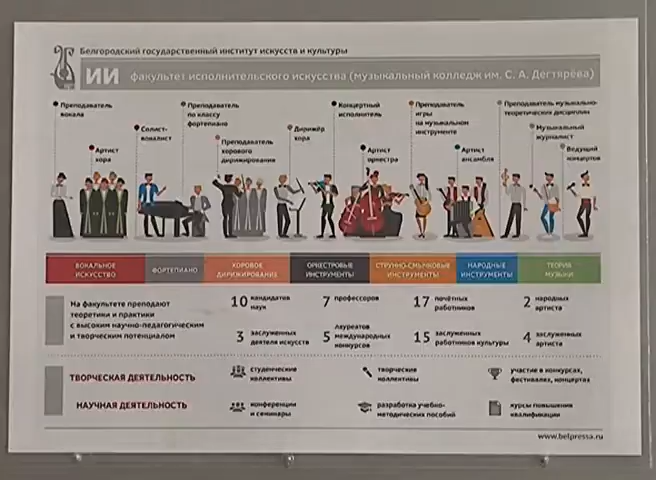 Белгородский государственный институт искусств и культуры
ИИ факультет исполнительского искусства (музыкальный колледж им. С. А. Дегтярёва)
Преподаватель вокала
Артист хора
Солист-вокалист
Преподаватель по классу фортепиано
Преподаватель хорового дирижирования
Дирижёр хора
Концертный исполнитель
Артист оркестра
Преподаватель игры на музыкальном инструменте
Артист ансамбля
Преподаватель музыкально-теоретических дисциплин
Музыкальный журналист
Ведущий концертов
ВОКАЛЬНОЕ ИСКУССТВО
ФОРТЕПИАНО
ХОРОВОЕ ДИРИЖИРОВАНИЕ
ОРКЕСТРОВЫЕ ИНСТРУМЕНТЫ
СТРУННО-СМЫЧКОВЫЕ ИНСТРУМЕНТЫ
НАРОДНЫЕ ИНСТРУМЕНТЫ
ТЕОРИЯ МУЗЫКИ
На факультете преподают
теоретики и практики
с высоким научно-педагогическим
и творческим потенциалом
10 кандидатов наук
7 профессоров
17 почётных работников
2 народных артиста
3 заслуженных деятеля искусств
5 лауреатов международных конкурсов
15 заслуженных работников культуры
4 заслуженных артиста
ТВОРЧЕСКАЯ ДЕЯТЕЛЬНОСТЬ
студенческие коллективы
творческие коллективы
участие в конкурсах, фестивалях, концертах
НАУЧНАЯ ДЕЯТЕЛЬНОСТЬ
конференции и семинары
разработка учебно-методических пособий
курсы повышения квалификации
www.belpressa.ru